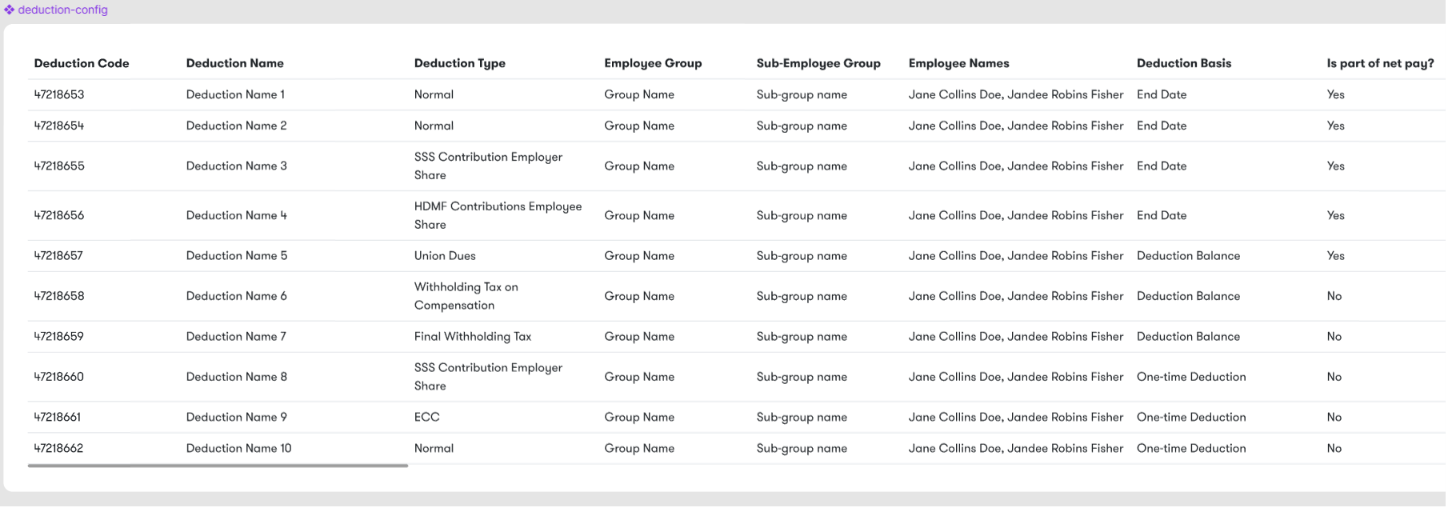 deduction-config
Deduction Code Deduction Name Deduction Type Employee Group Sub-Employee Group Employee Names Deduction Basis Is part of net pay?
47218653 Deduction Name 1 Normal Group Name Sub-group name Jane Collins Doe, Jandee Robins Fisher End Date Yes
47218654 Deduction Name 2 Normal Group Name Sub-group name Jane Collins Doe, Jandee Robins Fisher End Date Yes
47218655 Deduction Name 3 SSS Contribution Employer Group Name Sub-group name Jane Collins Doe, Jandee Robins Fisher End Date Yes
Share
47218656 Deduction Name 4 HDMF Contributions Employee Group Name Sub-group name Jane Collins Doe, Jandee Robins Fisher End Date Yes
Share
47218657 Deduction Name 5 Union Dues Group Name Sub-group name Jane Collins Doe, Jandee Robins Fisher Deduction Balance Yes
47218658 Deduction Name 6 Withholding Tax on Group Name Sub-group name Jane Collins Doe, Jandee Robins Fisher Deduction Balance No
Compensation
47218659 Deduction Name 7 Final Withholding Tax Group Name Sub-group name Jane Collins Doe, Jandee Robins Fisher Deduction Balance No
47218660 Deduction Name 8 SSS Contribution Employer Group Name Sub-group name Jane Collins Doe, Jandee Robins Fisher One-time Deduction No
Share
47218661 Deduction Name 9 ECC Group Name Sub-group name Jane Collins Doe, Jandee Robins Fisher One-time Deduction No
47218662 Deduction Name 10 Normal Group Name Sub-group name Jane Collins Doe, Jandee Robins Fisher One-time Deduction No